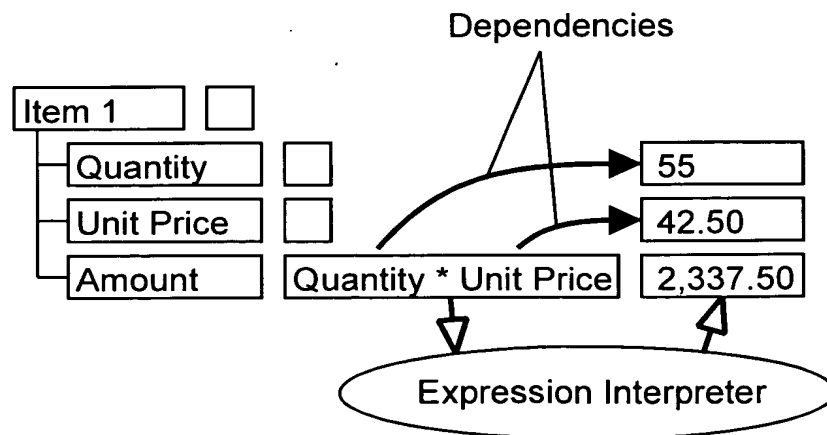 Dependencies
Item 1
Quantity 55
Unit Price 42.50
Amount Quantity * Unit Price 2,337.50
Expression Interpreter